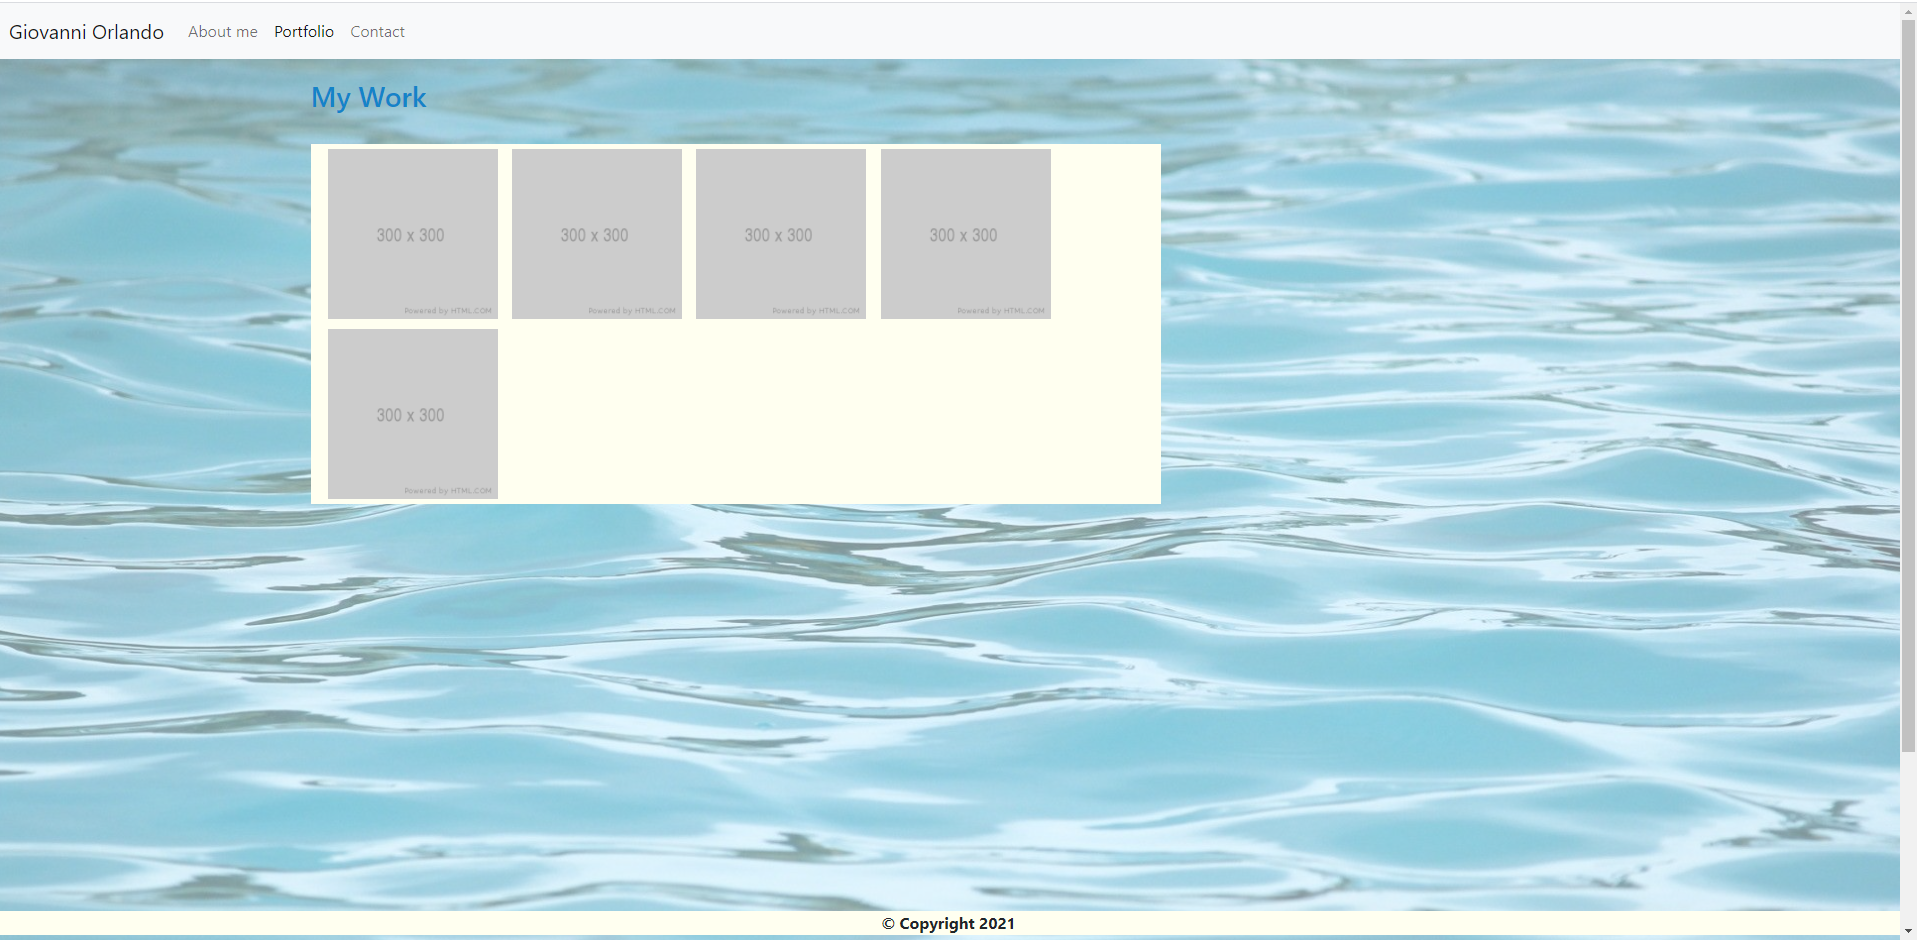 Giovanni Orlando About me Portfolio Contact
My Work
300 x 300 300 x 300 300 x 300 300 x 300
Powered by HTML.COM Powered by HTML.COM Powered by HTML.COM Powered by HTML.COM
300 x 300
Powered by HTML.COM
© Copyright 2021